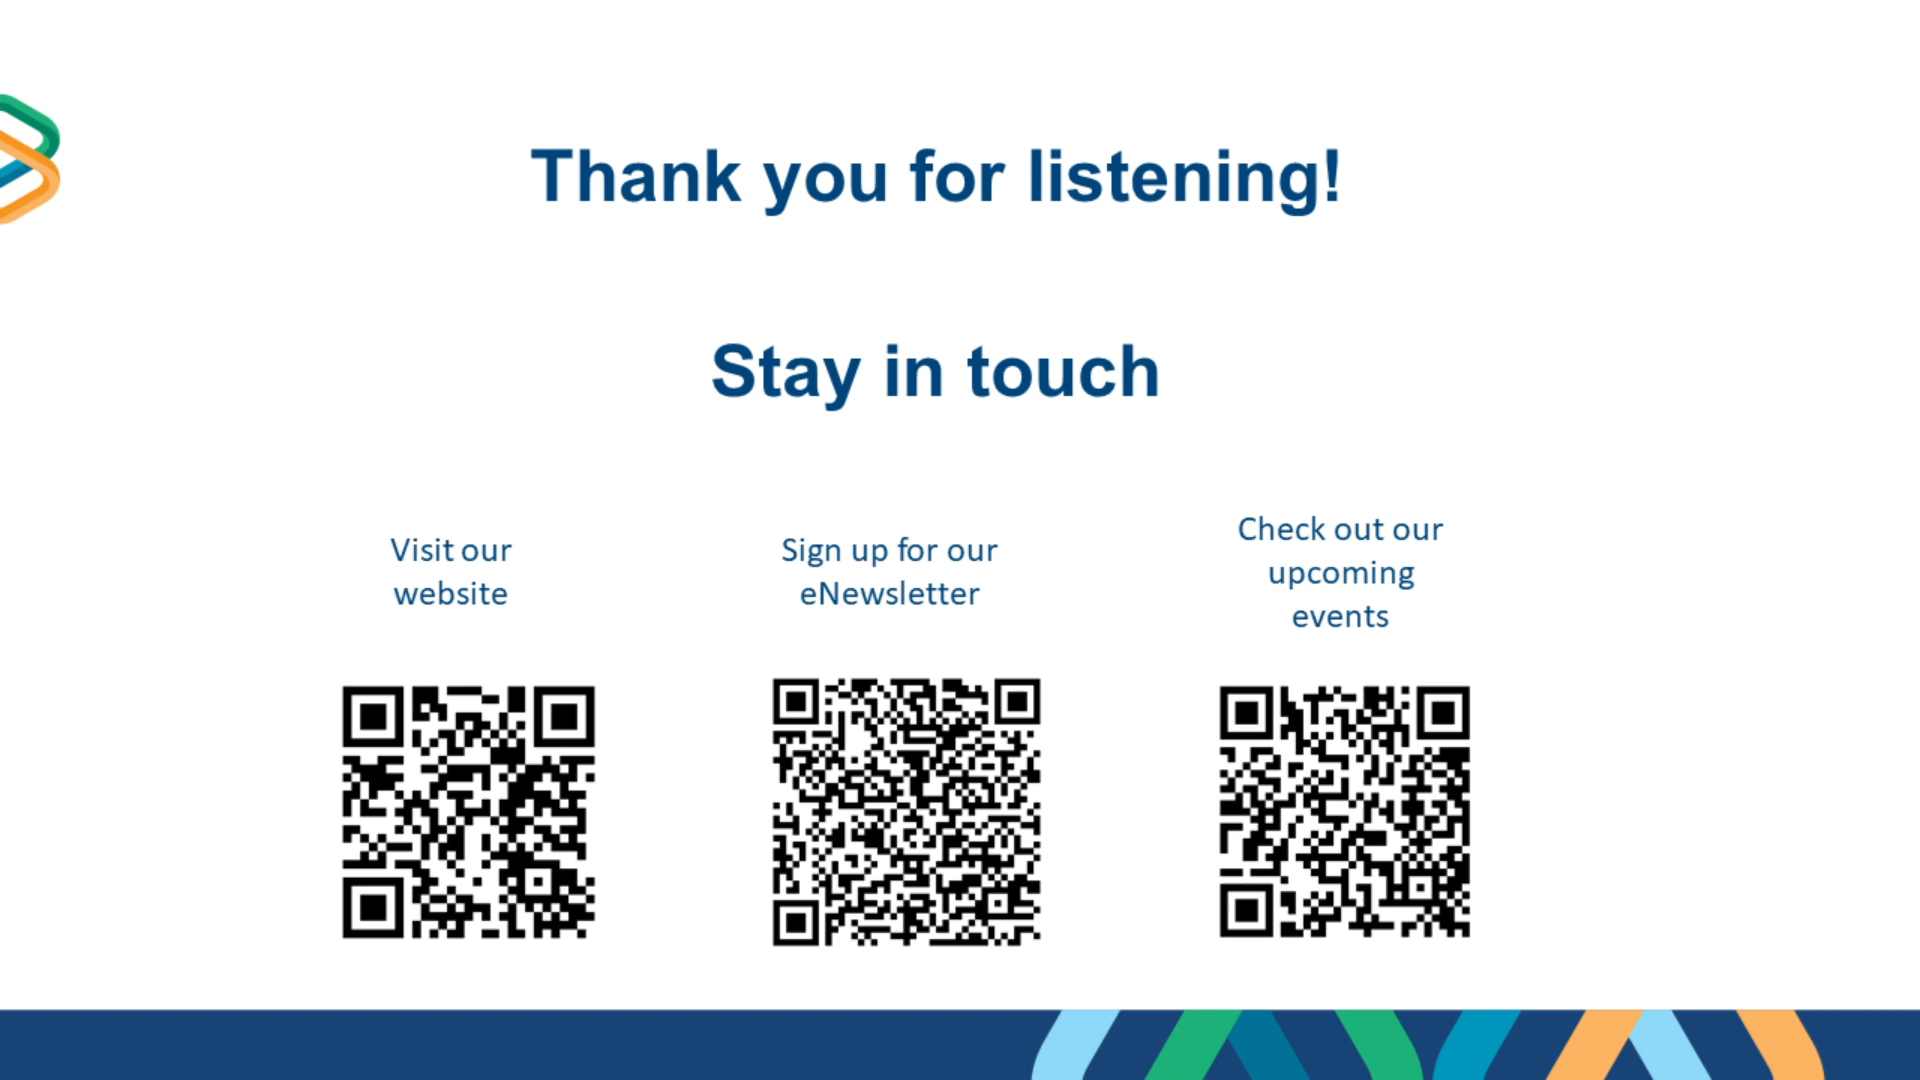 Thank you for listening!
Stay in touch
Visit our
website
Sign up for our
eNewsletter
Check out our
upcoming
events